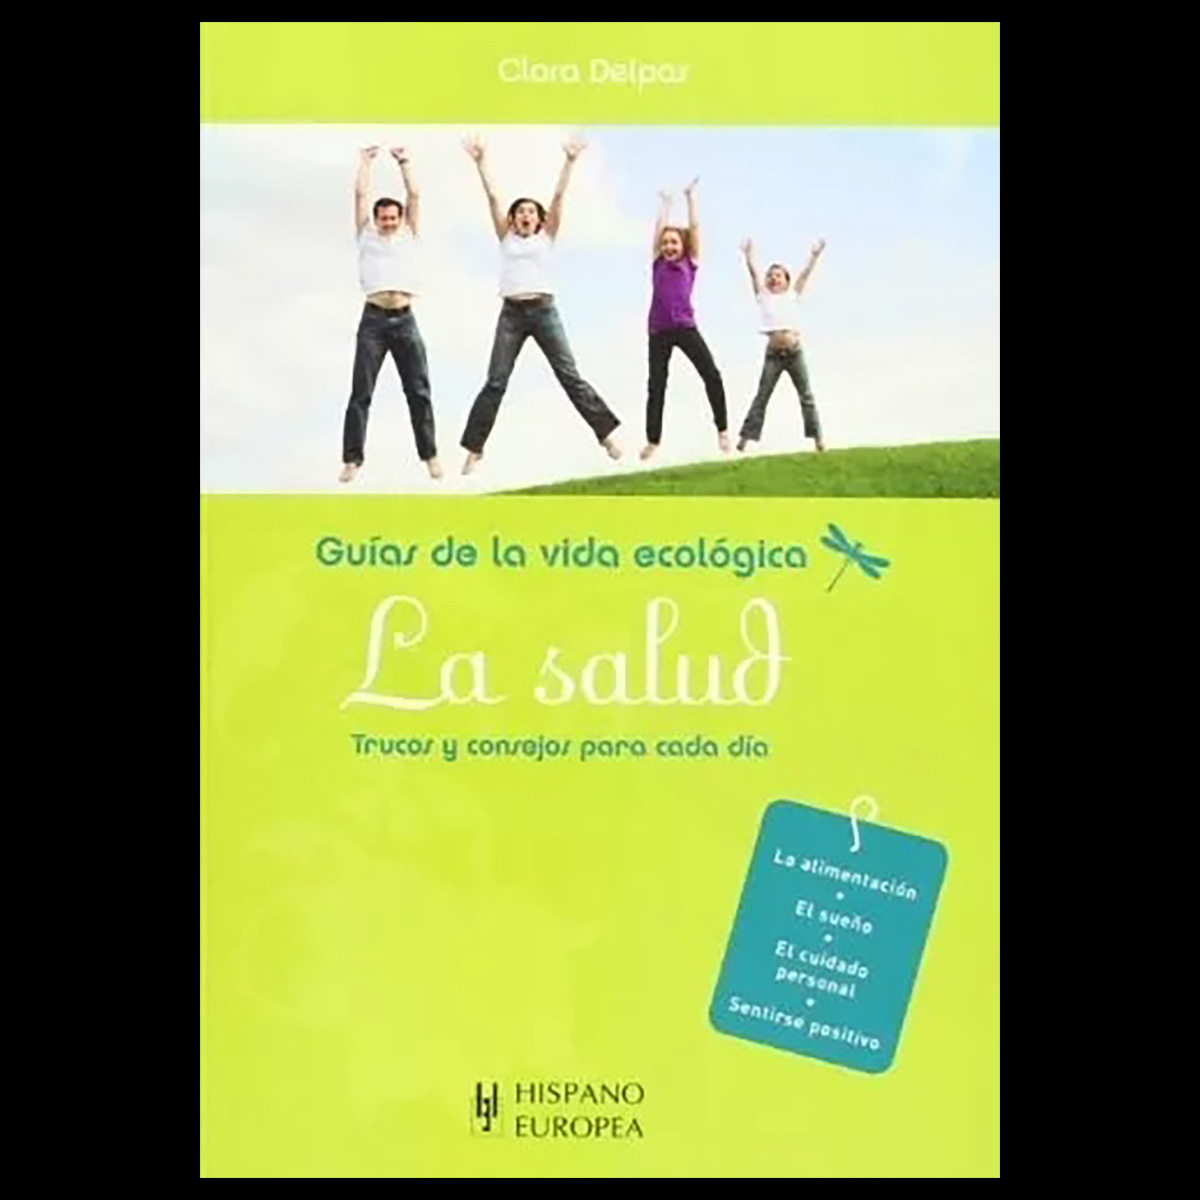 Clara Delpas
Guías de la vida ecológica
La salud
Trucos y consejos para cada día
La alimentación
•
El sueño
•
El cuidado
personal
•
Sentirse positivo
HISPANO
EUROPEA